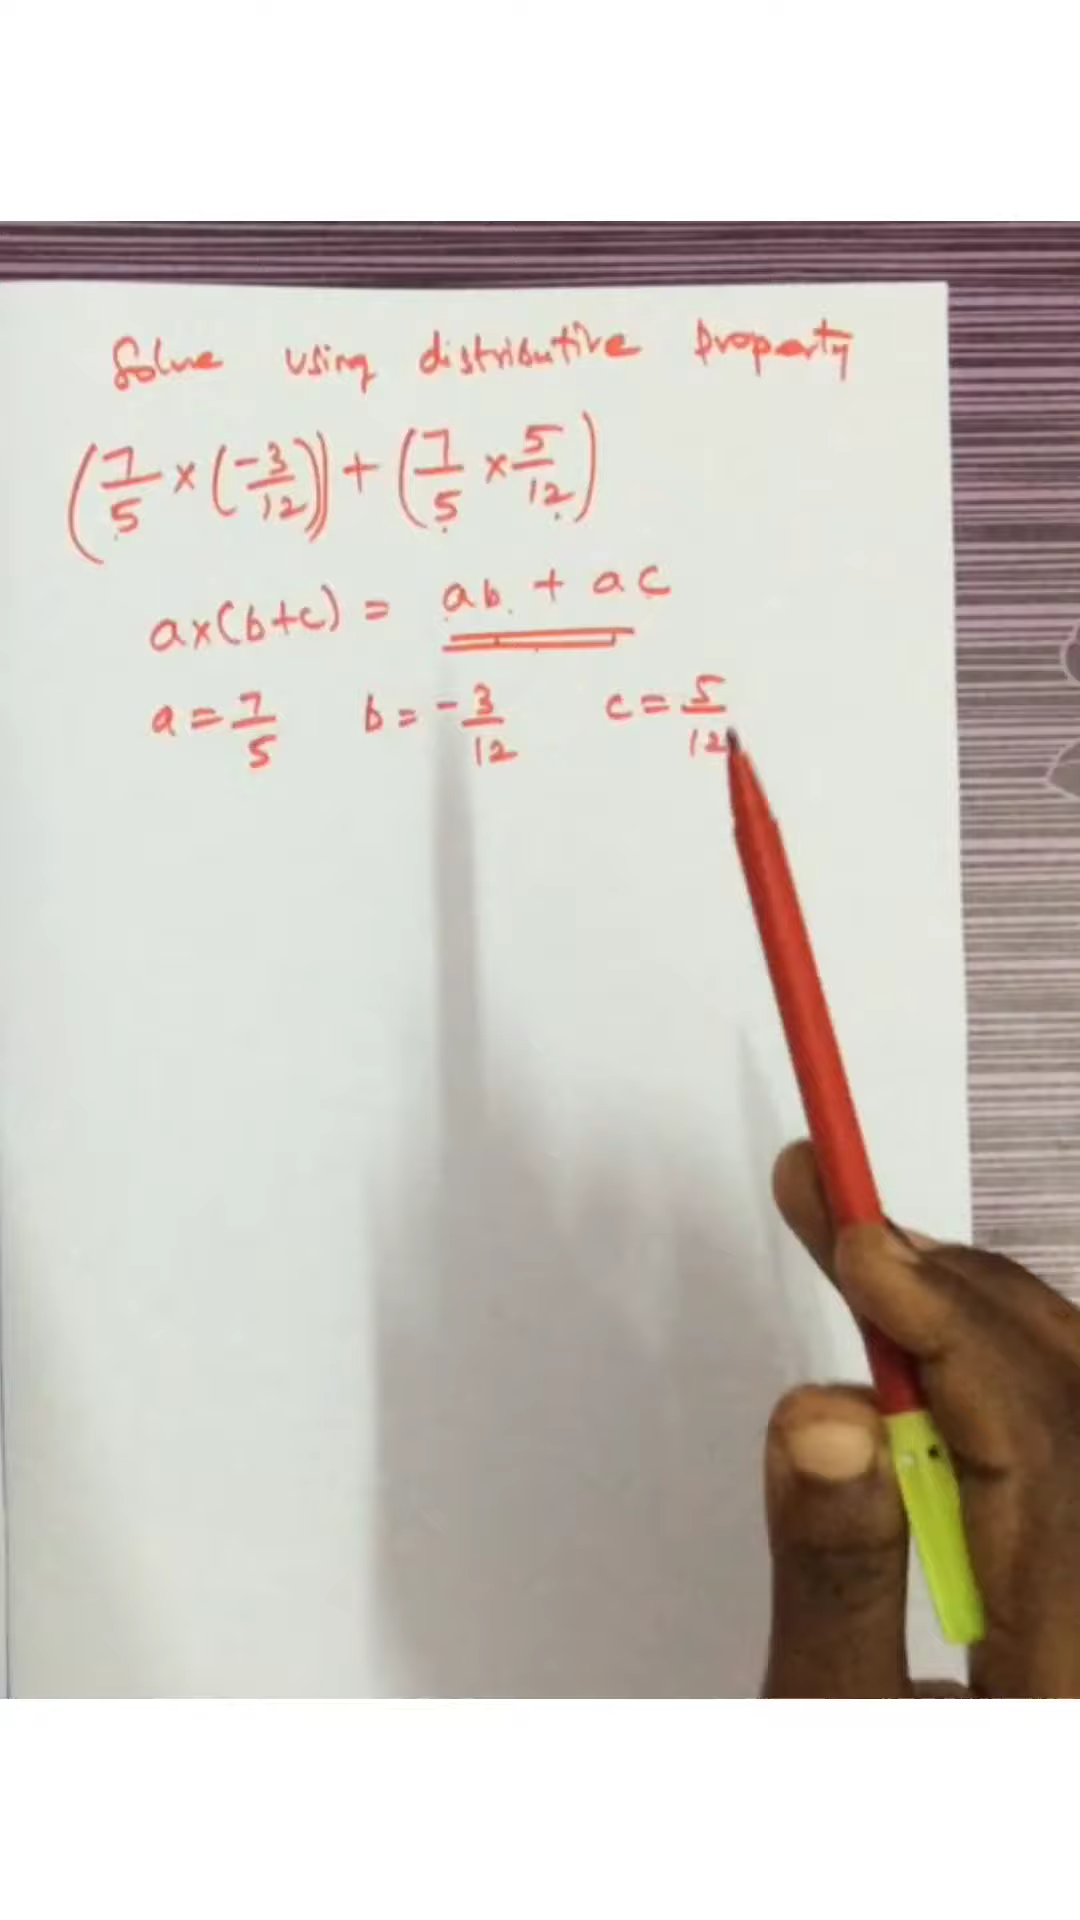 Solve using distributive property
(7/5 × (-3/12)) + (7/5 × 5/12)
a×(b+c) = ab + ac
a = 7/5 b = -3/12 c = 5/12